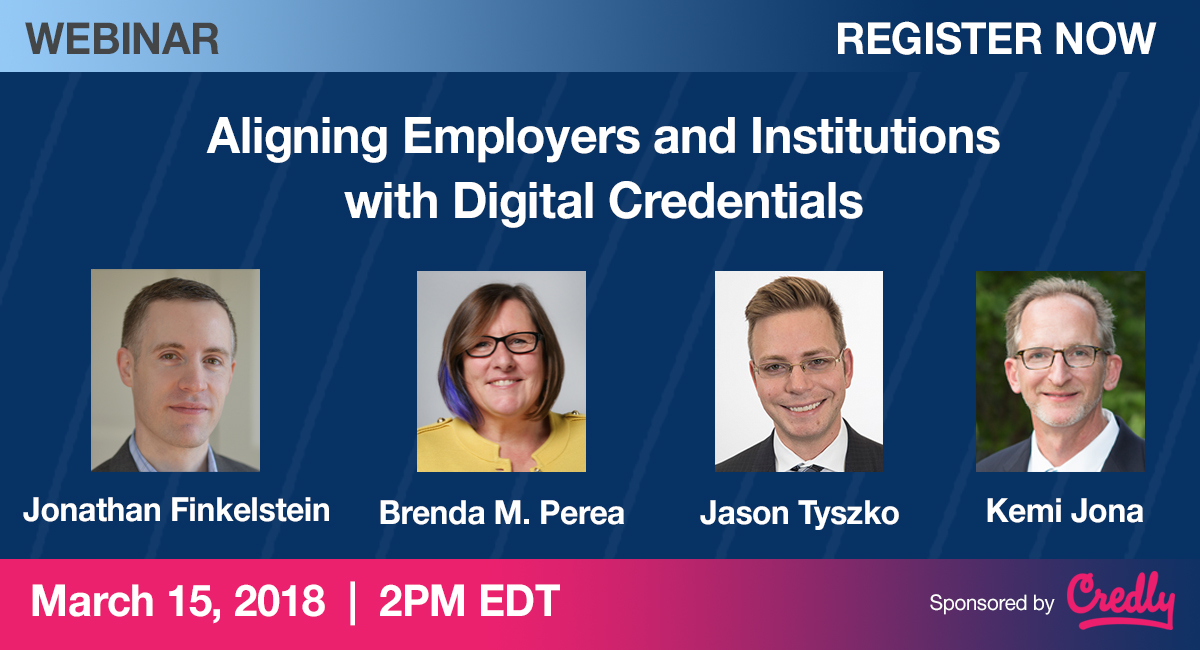 WEBINAR
REGISTER NOW
Aligning Employers and Institutions
with Digital Credentials
Jonathan Finkelstein
Brenda M. Perea
Jason Tyszko
Kemi Jona
March 15, 2018 | 2PM EDT
Sponsored by Credly